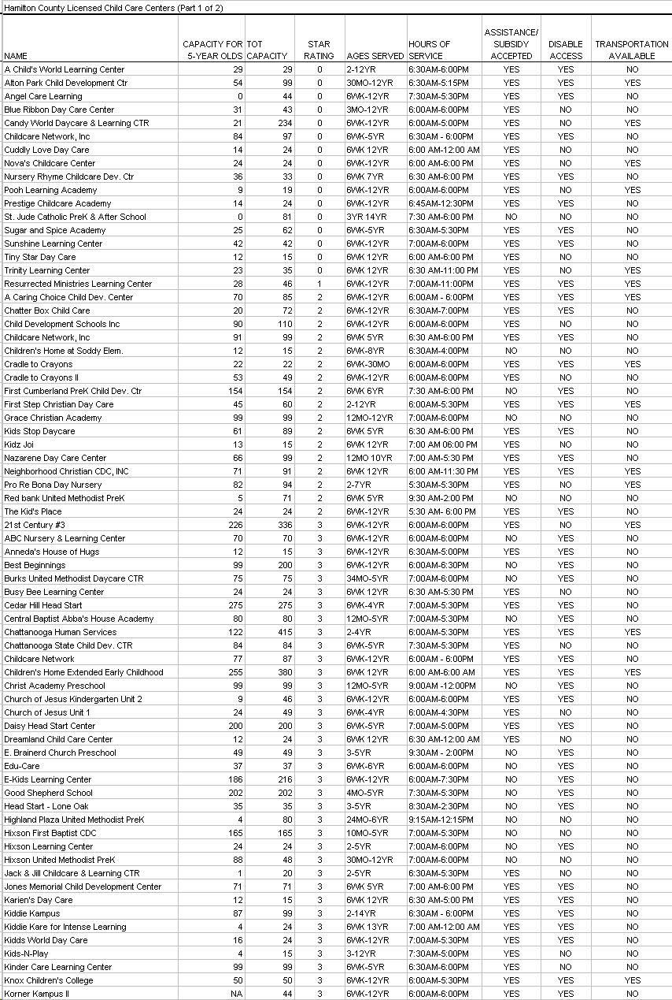 Hamilton County Licensed Child Care Centers (Part 1 of 2)
NAME CAPACITY FOR 5-YEAR OLDS TOT CAPACITY STAR RATING AGES SERVED HOURS OF SERVICE ASSISTANCE/ SUBSIDY ACCEPTED DISABLE ACCESS TRANSPORTATION AVAILABLE
A Child's World Learning Center 29 29 0 2-12YR 6:30AM-6:00PM YES YES NO
Alton Park Child Development Ctr 54 99 0 30MO-12YR 6:30AM-5:15PM YES YES YES
Angel Care Learning 0 44 0 6WK-12YR 7:30AM-5:30PM YES YES NO
Blue Ribbon Day Care Center 31 43 0 3MO-12YR 6:00AM-6:00PM YES NO NO
Candy World Daycare & Learning CTR 21 234 0 6WK-12YR 6:00AM-5:00PM YES NO YES
Childcare Network, Inc 84 97 0 6WK-5YR 6:30AM - 6:00PM YES YES NO
Cuddly Love Day Care 14 24 0 6WK 12YR 6:00 AM-12:00 AM YES NO NO
Nova's Childcare Center 24 24 0 6WK-12YR 6:00 AM-6:00 PM YES NO YES
Nursery Rhyme Childcare Dev. Ctr 36 33 0 6WK 7YR 6:30 AM-6:00 PM YES YES NO
Pooh Learning Academy 9 19 0 6WK-12YR 6:00AM-6:00PM YES NO YES
Prestige Childcare Academy 14 24 0 6WK-12YR 6:45AM-12:30PM YES YES NO
St. Jude Catholic PreK & After School 0 81 0 3YR 14YR 7:30 AM-6:00 PM NO NO NO
Sugar and Spice Academy 25 62 0 6WK-5YR 6:30AM-5:30PM YES YES NO
Sunshine Learning Center 42 42 0 6WK-12YR 7:00AM-6:00PM YES YES NO
Tiny Star Day Care 12 15 0 6WK 12YR 6:00 AM-6:00 PM YES NO NO
Trinity Learning Center 23 35 0 6WK 12YR 6:30 AM-11:00 PM YES NO YES
Resurrected Ministries Learning Center 28 46 1 6WK-12YR 7:00AM-11:00PM YES YES YES
A Caring Choice Child Dev. Center 70 85 2 6WK-12YR 6:00AM - 6:00PM YES YES YES
Chatter Box Child Care 20 72 2 6WK-12YR 6:30AM-7:00PM YES YES NO
Child Development Schools Inc 90 110 2 6WK-12YR 6:00AM-6:00PM YES NO NO
Childcare Network, Inc 91 99 2 6WK 5YR 6:30 AM-6:00 PM YES YES NO
Children's Home at Soddy Elem. 12 15 2 6WK-8YR 6:30AM-4:00PM NO NO NO
Cradle to Crayons 22 22 2 6WK-30MO 6:00AM-6:00PM YES YES YES
Cradle to Crayons II 53 49 2 6WK-12YR 6:00AM-6:00PM YES NO NO
First Cumberland PreK Child Dev. Ctr 154 154 2 6WK 6YR 7:30 AM-6:00 PM NO YES NO
First Step Christian Day Care 45 60 2 2-12YR 6:00AM-5:30PM YES YES YES
Grace Christian Academy 99 99 2 12MO-12YR 7:00AM-6:00PM NO NO NO
Kids Stop Daycare 61 89 2 6WK 5YR 6:30 AM-6:00 PM YES YES NO
Kidz Joi 13 15 2 6WK 12YR 7:00 AM 06:00 PM YES NO NO
Nazarene Day Care Center 66 99 2 12MO 10YR 7:00 AM-5:30 PM YES YES NO
Neighborhood Christian CDC, INC 71 91 2 6WK 12YR 6:00 AM-11:30 PM YES YES YES
Pro Re Bona Day Nursery 82 94 2 2-7YR 5:30AM-5:30PM YES NO YES
Red bank United Methodist PreK 5 71 2 6WK 5YR 9:30 AM-2:00 PM NO NO NO
The Kid's Place 24 24 2 6WK-12YR 5:30 AM- 6:00 PM YES YES NO
21st Century #3 226 336 3 6WK-12YR 6:00AM-6:00PM YES NO YES
ABC Nursery & Learning Center 70 70 3 6WK-12YR 6:00AM-6:00PM NO YES NO
Anneda's House of Hugs 12 15 3 6WK-12YR 6:30AM-5:00PM YES YES NO
Best Beginnings 99 200 3 6WK-12YR 6:00AM-6:30PM NO YES NO
Burks United Methodist Daycare CTR 75 75 3 34MO-5YR 7:00AM-6:00PM NO YES NO
Busy Bee Learning Center 24 24 3 6WK 12YR 6:30 AM-5:30 PM YES NO NO
Cedar Hill Head Start 275 275 3 6WK-4YR 7:00AM-5:30PM YES YES NO
Central Baptist Abba's House Academy 80 80 3 12MO-5YR 7:00AM-5:30PM NO YES NO
Chattanooga Human Services 122 415 3 2-4YR 6:00AM-5:30PM YES YES YES
Chattanooga State Child Dev. CTR 84 84 3 6WK-5YR 7:30AM-5:30PM YES NO NO
Childcare Network 77 87 3 6WK-12YR 6:00AM - 6:00PM YES YES NO
Children's Home Extended Early Childhood 255 380 3 6WK 12YR 6:00 AM-6:00 AM YES YES YES
Christ Academy Preschool 99 99 3 12MO-5YR 9:00AM -12:00PM NO YES NO
Church of Jesus Kindergarten Unit 2 9 46 3 6WK-12YR 6:00AM-6:00PM YES YES NO
Church of Jesus Unit 1 24 49 3 6WK-4YR 6:00AM-4:30PM YES NO NO
Daisy Head Start Center 200 200 3 6WK-5YR 7:00AM-5:00PM YES YES NO
Dreamland Child Care Center 12 24 3 6WK 12YR 6:30 AM-12:00 AM YES NO NO
E. Brainerd Church Preschool 49 49 3 3-5YR 9:30AM - 2:00PM NO YES NO
Edu-Care 37 37 3 6WK-6YR 6:00AM-6:00PM NO NO NO
E-Kids Learning Center 186 216 3 6WK-12YR 6:00AM-7:30PM NO YES NO
Good Shepherd School 202 202 3 4MO-5YR 7:30AM-5:30PM NO YES NO
Head Start - Lone Oak 35 35 3 3-5YR 8:30AM-2:30PM NO YES NO
Highland Plaza United Methodist PreK 4 80 3 24MO-6YR 9:15AM-12:15PM NO NO NO
Hixson First Baptist CDC 165 165 3 10MO-5YR 7:00AM-5:30PM NO NO NO
Hixson Learning Center 24 24 3 2-5YR 7:00AM-6:00PM NO YES NO
Hixson United Methodist PreK 88 48 3 30MO-12YR 7:00AM-6:00PM NO NO NO
Jack & Jill Childcare & Learning CTR 1 20 3 2-5YR 6:30AM-5:30PM YES NO NO
Jones Memorial Child Development Center 71 71 3 6WK 5YR 7:00 AM-6:00 PM YES YES NO
Karien's Day Care 12 15 3 6WK 12YR 6:30 AM-5:00 PM YES YES NO
Kiddie Kampus 87 99 3 2-14YR 6:30AM - 6:00PM YES YES NO
Kiddie Kare for Intense Learning 4 24 3 6WK 13YR 7:00 AM-12:00 AM YES YES NO
Kidds World Day Care 16 24 3 6WK-12YR 7:00AM-5:30PM YES YES NO
Kids-N-Play 4 15 3 3-12YR 7:30AM-5:00PM YES NO NO
Kinder Care Learning Center 99 99 3 6WK-5YR 6:30AM-6:00PM NO NO NO
Knox Children's College 50 50 3 6WK-12YR 6:00AM-5:30PM YES YES YES
Korner Kampus II NA 44 3 6WK-12YR 6:00AM-6:00PM YES YES NO